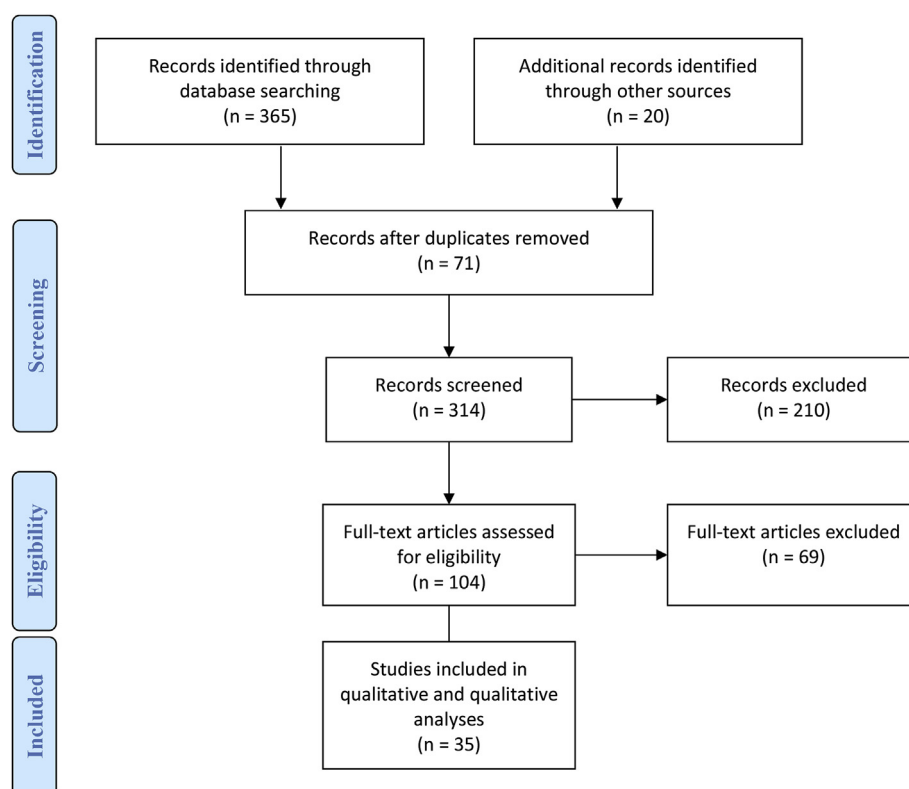 Identification
Records identified through
database searching
(n = 365)
Additional records identified
through other sources
(n = 20)
Screening
Records after duplicates removed
(n = 71)
Records screened
(n = 314)
Records excluded
(n = 210)
Eligibility
Full-text articles assessed
for eligibility
(n = 104)
Full-text articles excluded
(n = 69)
Included
Studies included in
qualitative and qualitative
analyses
(n = 35)